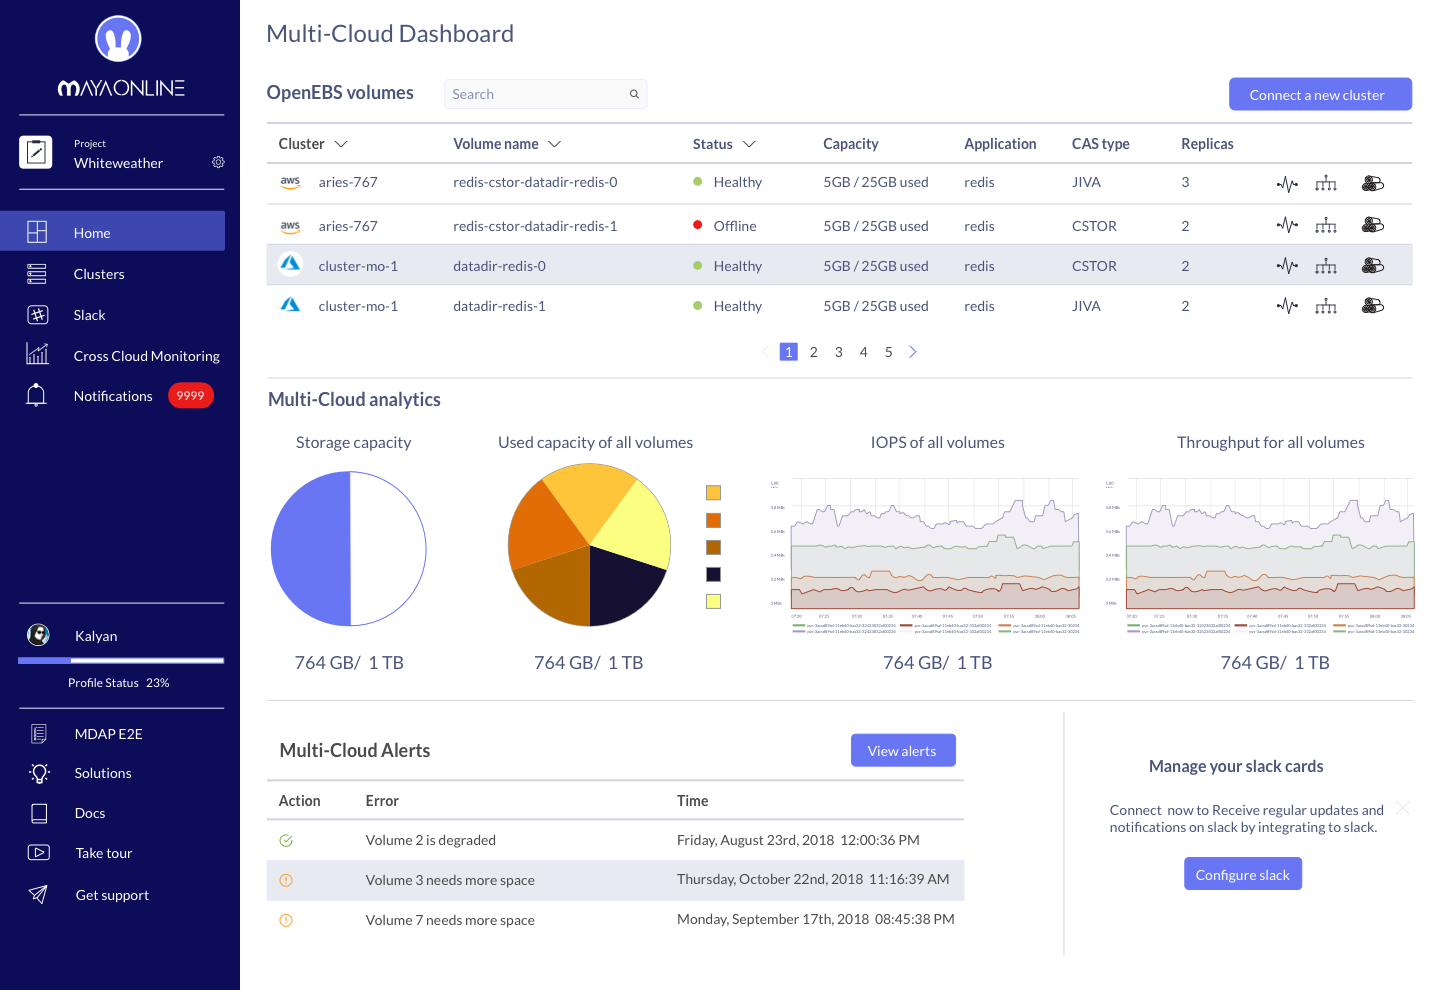 MAYAONLINE
Project
Whiteweather
Home
Clusters
Slack
Cross Cloud Monitoring
Notifications 9999
Kalyan
Profile Status 23%
MDAP E2E
Solutions
Docs
Take tour
Get support
Multi-Cloud Dashboard
OpenEBS volumes Search Connect a new cluster
Cluster Volume name Status Capacity Application CAS type Replicas
aws aries-767 redis-cstor-datadir-redis-0 Healthy 5GB / 25GB used redis JIVA 3
aws aries-767 redis-cstor-datadir-redis-1 Offline 5GB / 25GB used redis CSTOR 2
cluster-mo-1 datadir-redis-0 Healthy 5GB / 25GB used redis CSTOR 2
cluster-mo-1 datadir-redis-1 Healthy 5GB / 25GB used redis JIVA 2
1 2 3 4 5
Multi-Cloud analytics
Storage capacity Used capacity of all volumes IOPS of all volumes Throughput for all volumes
764 GB/ 1 TB 764 GB/ 1 TB 764 GB/ 1 TB 764 GB/ 1 TB
Multi-Cloud Alerts View alerts
Action Error Time
Volume 2 is degraded Friday, August 23rd, 2018 12:00:36 PM
Volume 3 needs more space Thursday, October 22nd, 2018 11:16:39 AM
Volume 7 needs more space Monday, September 17th, 2018 08:45:38 PM
Manage your slack cards
Connect now to Receive regular updates and
notifications on slack by integrating to slack.
Configure slack